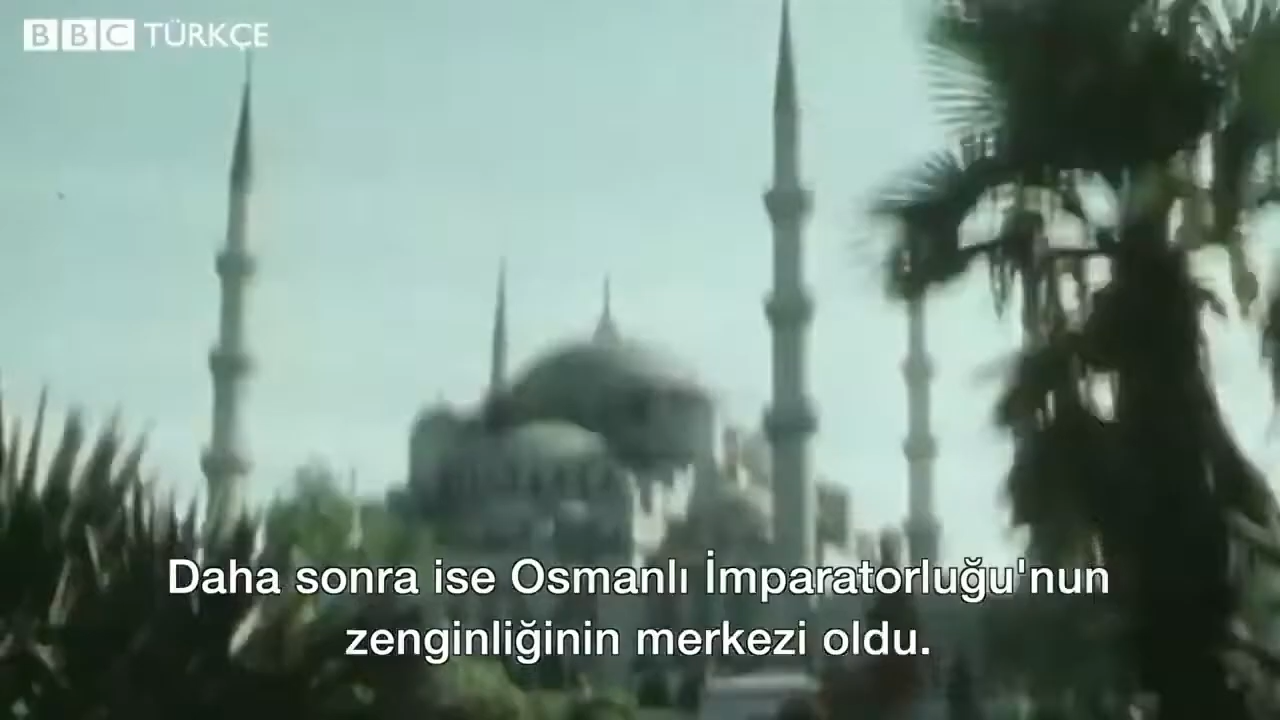 BBC TÜRKÇE
Daha sonra ise Osmanlı İmparatorluğu'nun
zenginliğinin merkezi oldu.